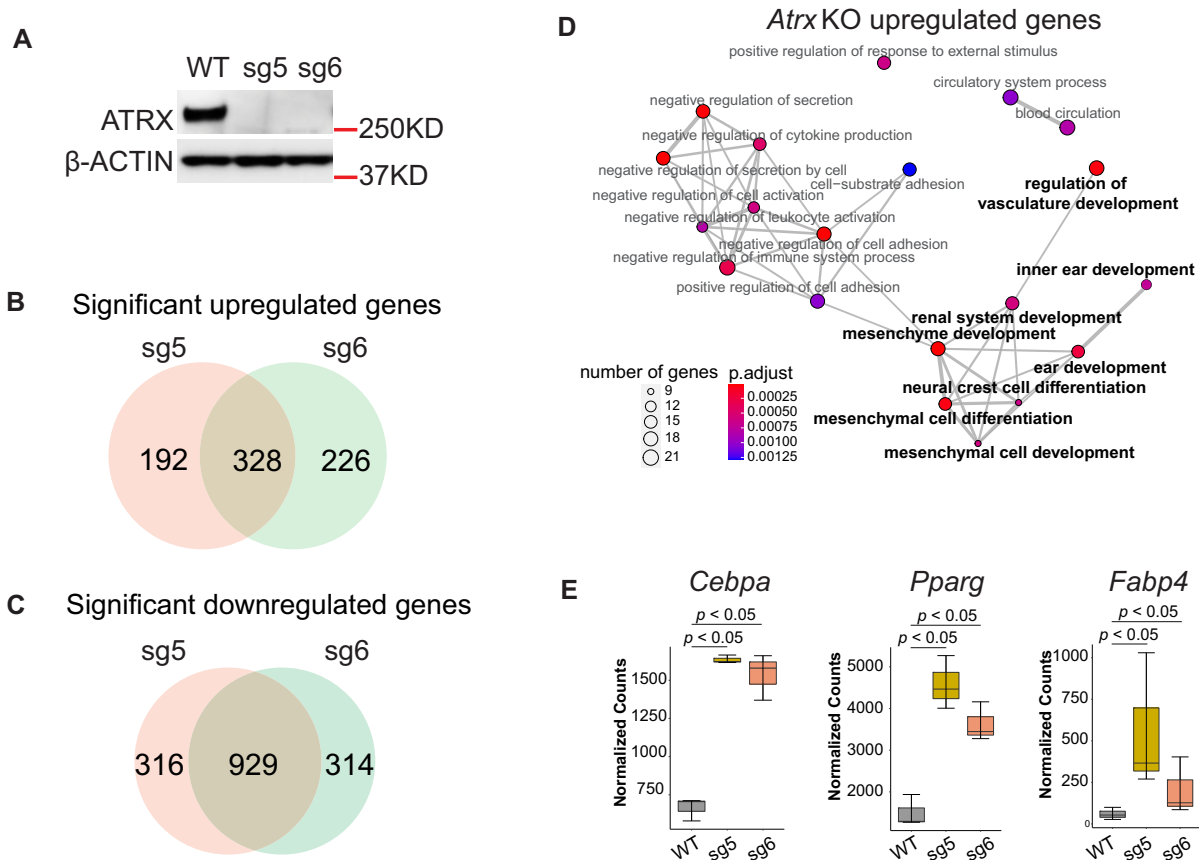 A
WT sg5 sg6
ATRX
250KD
β-ACTIN
37KD
B
Significant upregulated genes
sg5
sg6
192
328
226
C
Significant downregulated genes
sg5
sg6
316
929
314
D
Atrx KO upregulated genes
positive regulation of response to external stimulus
circulatory system process
blood circulation
negative regulation of secretion
negative regulation of cytokine production
negative regulation of secretion by cell
cell−substrate adhesion
negative regulation of cell activation
negative regulation of leukocyte activation
negative regulation of cell adhesion
negative regulation of immune system process
positive regulation of cell adhesion
regulation of
vasculature development
inner ear development
renal system development
mesenchyme development
ear development
neural crest cell differentiation
mesenchymal cell differentiation
mesenchymal cell development
number of genes
9
12
15
18
21
p.adjust
0.00025
0.00050
0.00075
0.00100
0.00125
E
Cebpa
p < 0.05
p < 0.05
Normalized Counts
1500
1250
1000
750
WT
sg5
sg6
Pparg
p < 0.05
p < 0.05
Normalized Counts
5000
4000
3000
2000
WT
sg5
sg6
Fabp4
p < 0.05
p < 0.05
Normalized Counts
1000
750
500
250
0
WT
sg5
sg6